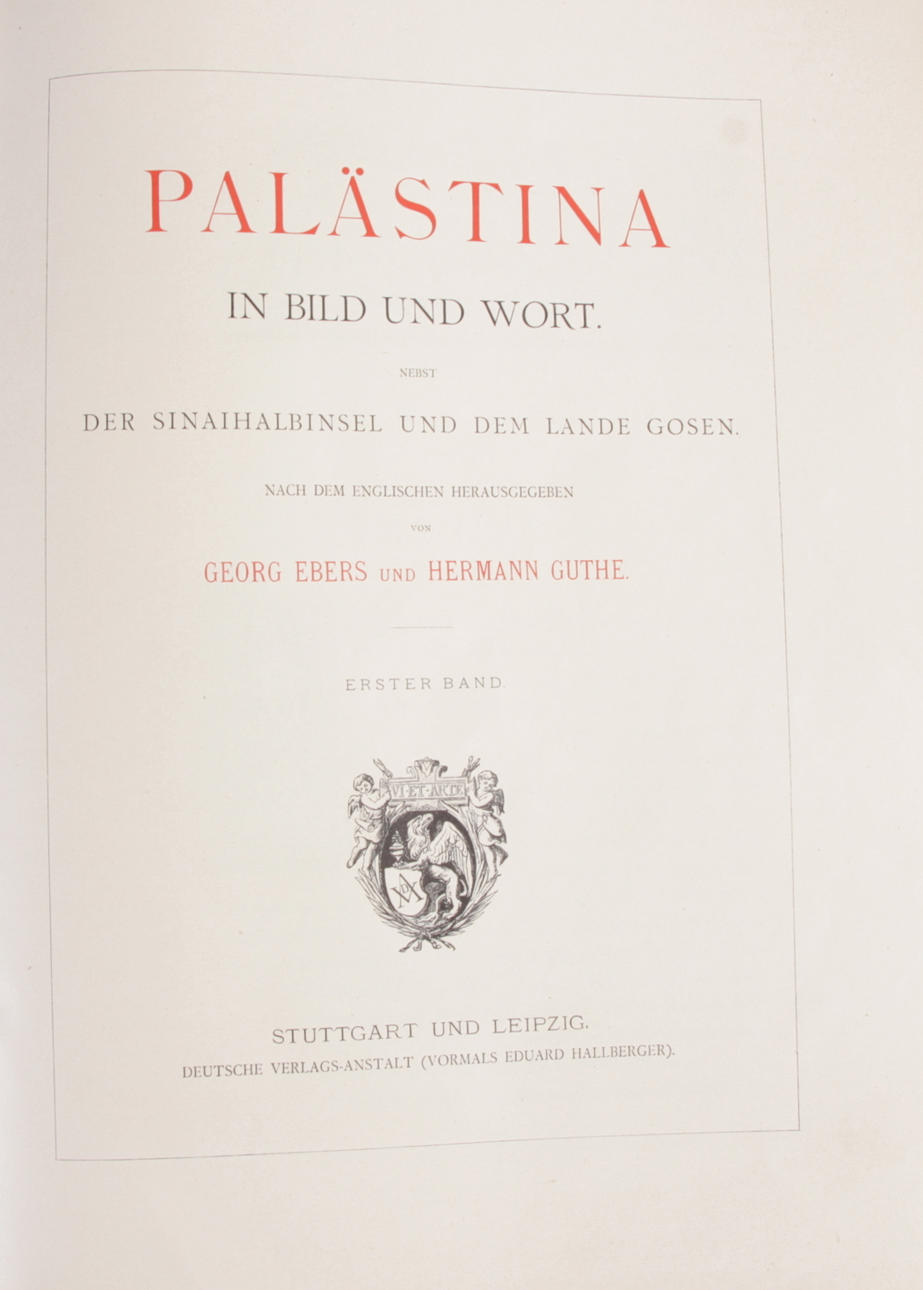 PALÄSTINA
IN BILD UND WORT.
NEBST
DER SINAIHALBINSEL UND DEM LANDE GOSEN.
NACH DEM ENGLISCHEN HERAUSGEGEBEN
VON
GEORG EBERS UND HERMANN GUTHE.
ERSTER BAND.
VI·ET·ARTE
STUTTGART UND LEIPZIG.
DEUTSCHE VERLAGS-ANSTALT (VORMALS EDUARD HALLBERGER).